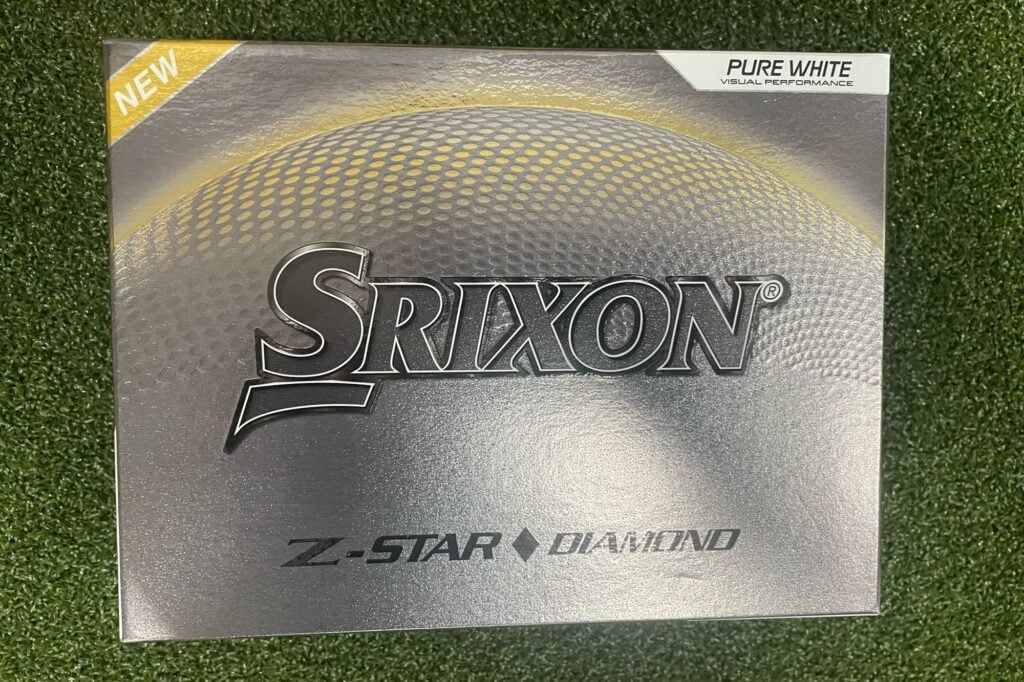 NEW
PURE WHITE
VISUAL PERFORMANCE
SRIXON®
Z-STAR ♦ DIAMOND